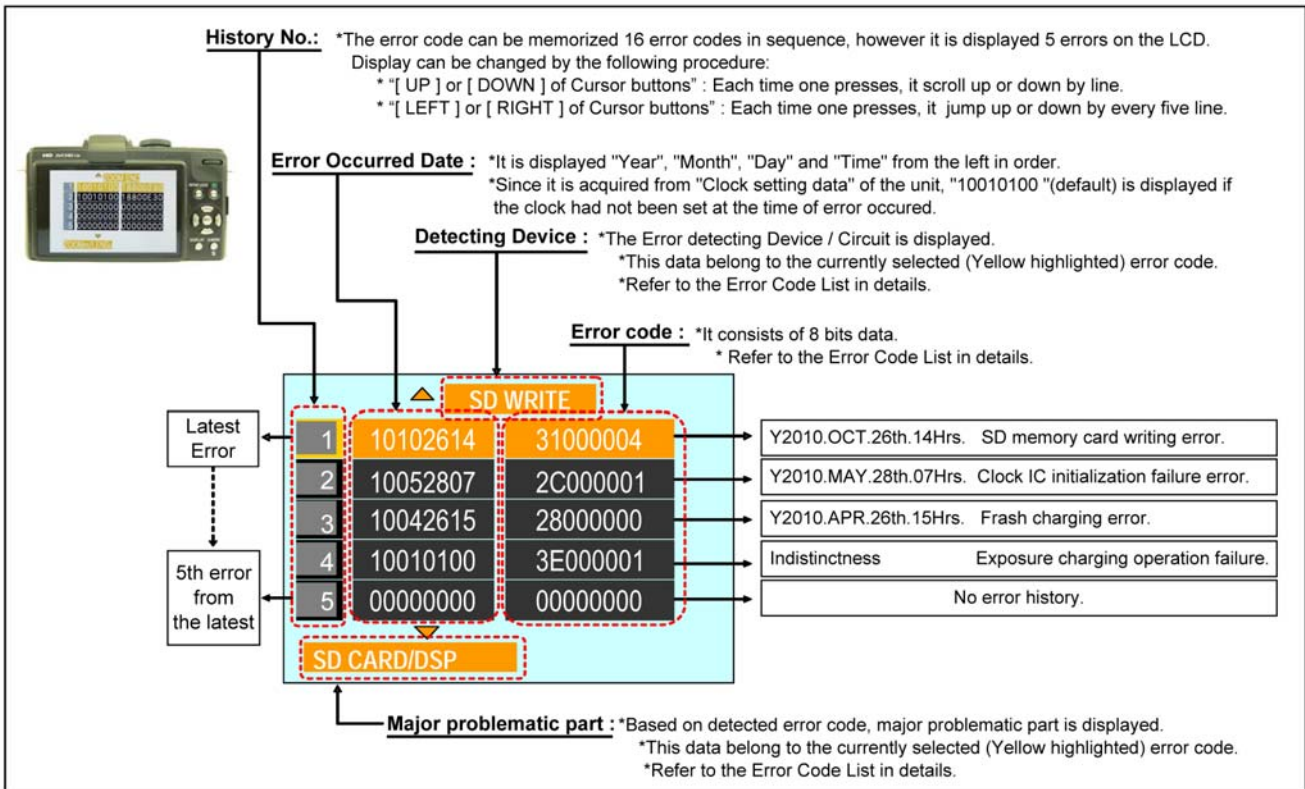 History No.: *The error code can be memorized 16 error codes in sequence, however it is displayed 5 errors on the LCD.
Display can be changed by the following procedure:
* "[ UP ] or [ DOWN ] of Cursor buttons" : Each time one presses, it scroll up or down by line.
* "[ LEFT ] or [ RIGHT ] of Cursor buttons" : Each time one presses, it jump up or down by every five line.
Error Occurred Date : *It is displayed "Year", "Month", "Day" and "Time" from the left in order.
*Since it is acquired from "Clock setting data" of the unit, "10010100 "(default) is displayed if
the clock had not been set at the time of error occured.
Detecting Device : *The Error detecting Device / Circuit is displayed.
*This data belong to the currently selected (Yellow highlighted) error code.
*Refer to the Error Code List in details.
Error code : *It consists of 8 bits data.
* Refer to the Error Code List in details.
SD WRITE
Latest
Error
1 10102614 31000004 Y2010.OCT.26th.14Hrs. SD memory card writing error.
2 10052807 2C000001 Y2010.MAY.28th.07Hrs. Clock IC initialization failure error.
3 10042615 28000000 Y2010.APR.26th.15Hrs. Frash charging error.
4 10010100 3E000001 Indistinctness Exposure charging operation failure.
5 00000000 00000000 No error history.
5th error
from
the latest
SD CARD/DSP
Major problematic part : *Based on detected error code, major problematic part is displayed.
*This data belong to the currently selected (Yellow highlighted) error code.
*Refer to the Error Code List in details.